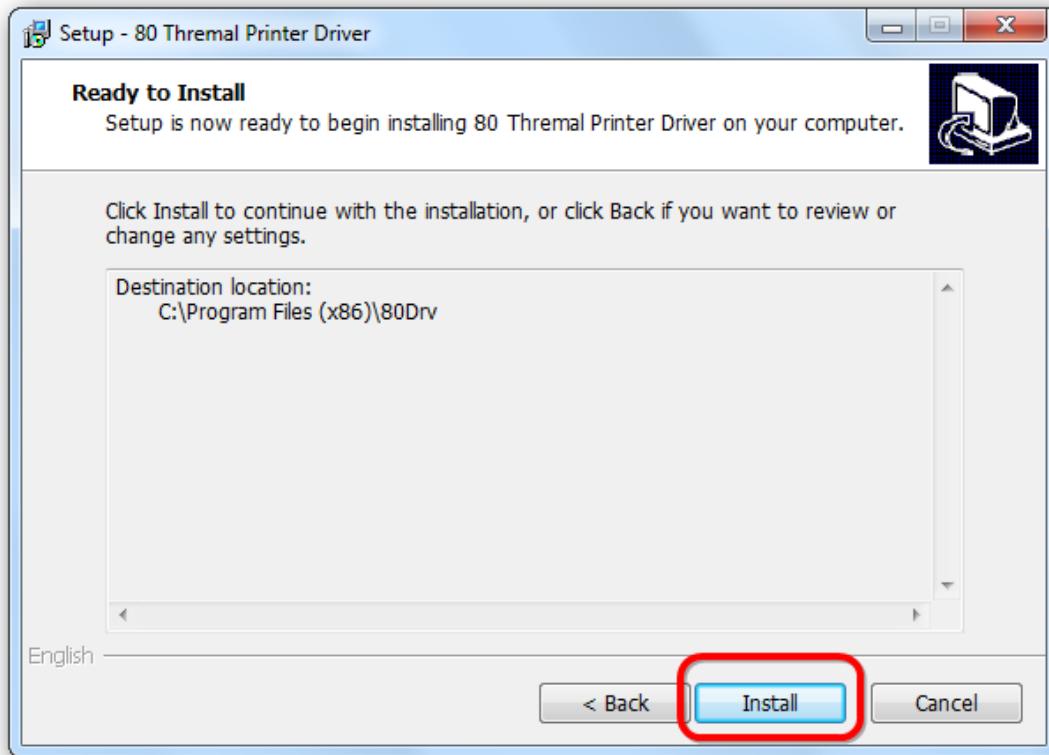 Setup - 80 Thremal Printer Driver
Ready to Install
Setup is now ready to begin installing 80 Thremal Printer Driver on your computer.
Click Install to continue with the installation, or click Back if you want to review or
change any settings.
Destination location:
C:\Program Files (x86)\80Drv
English
< Back
Install
Cancel